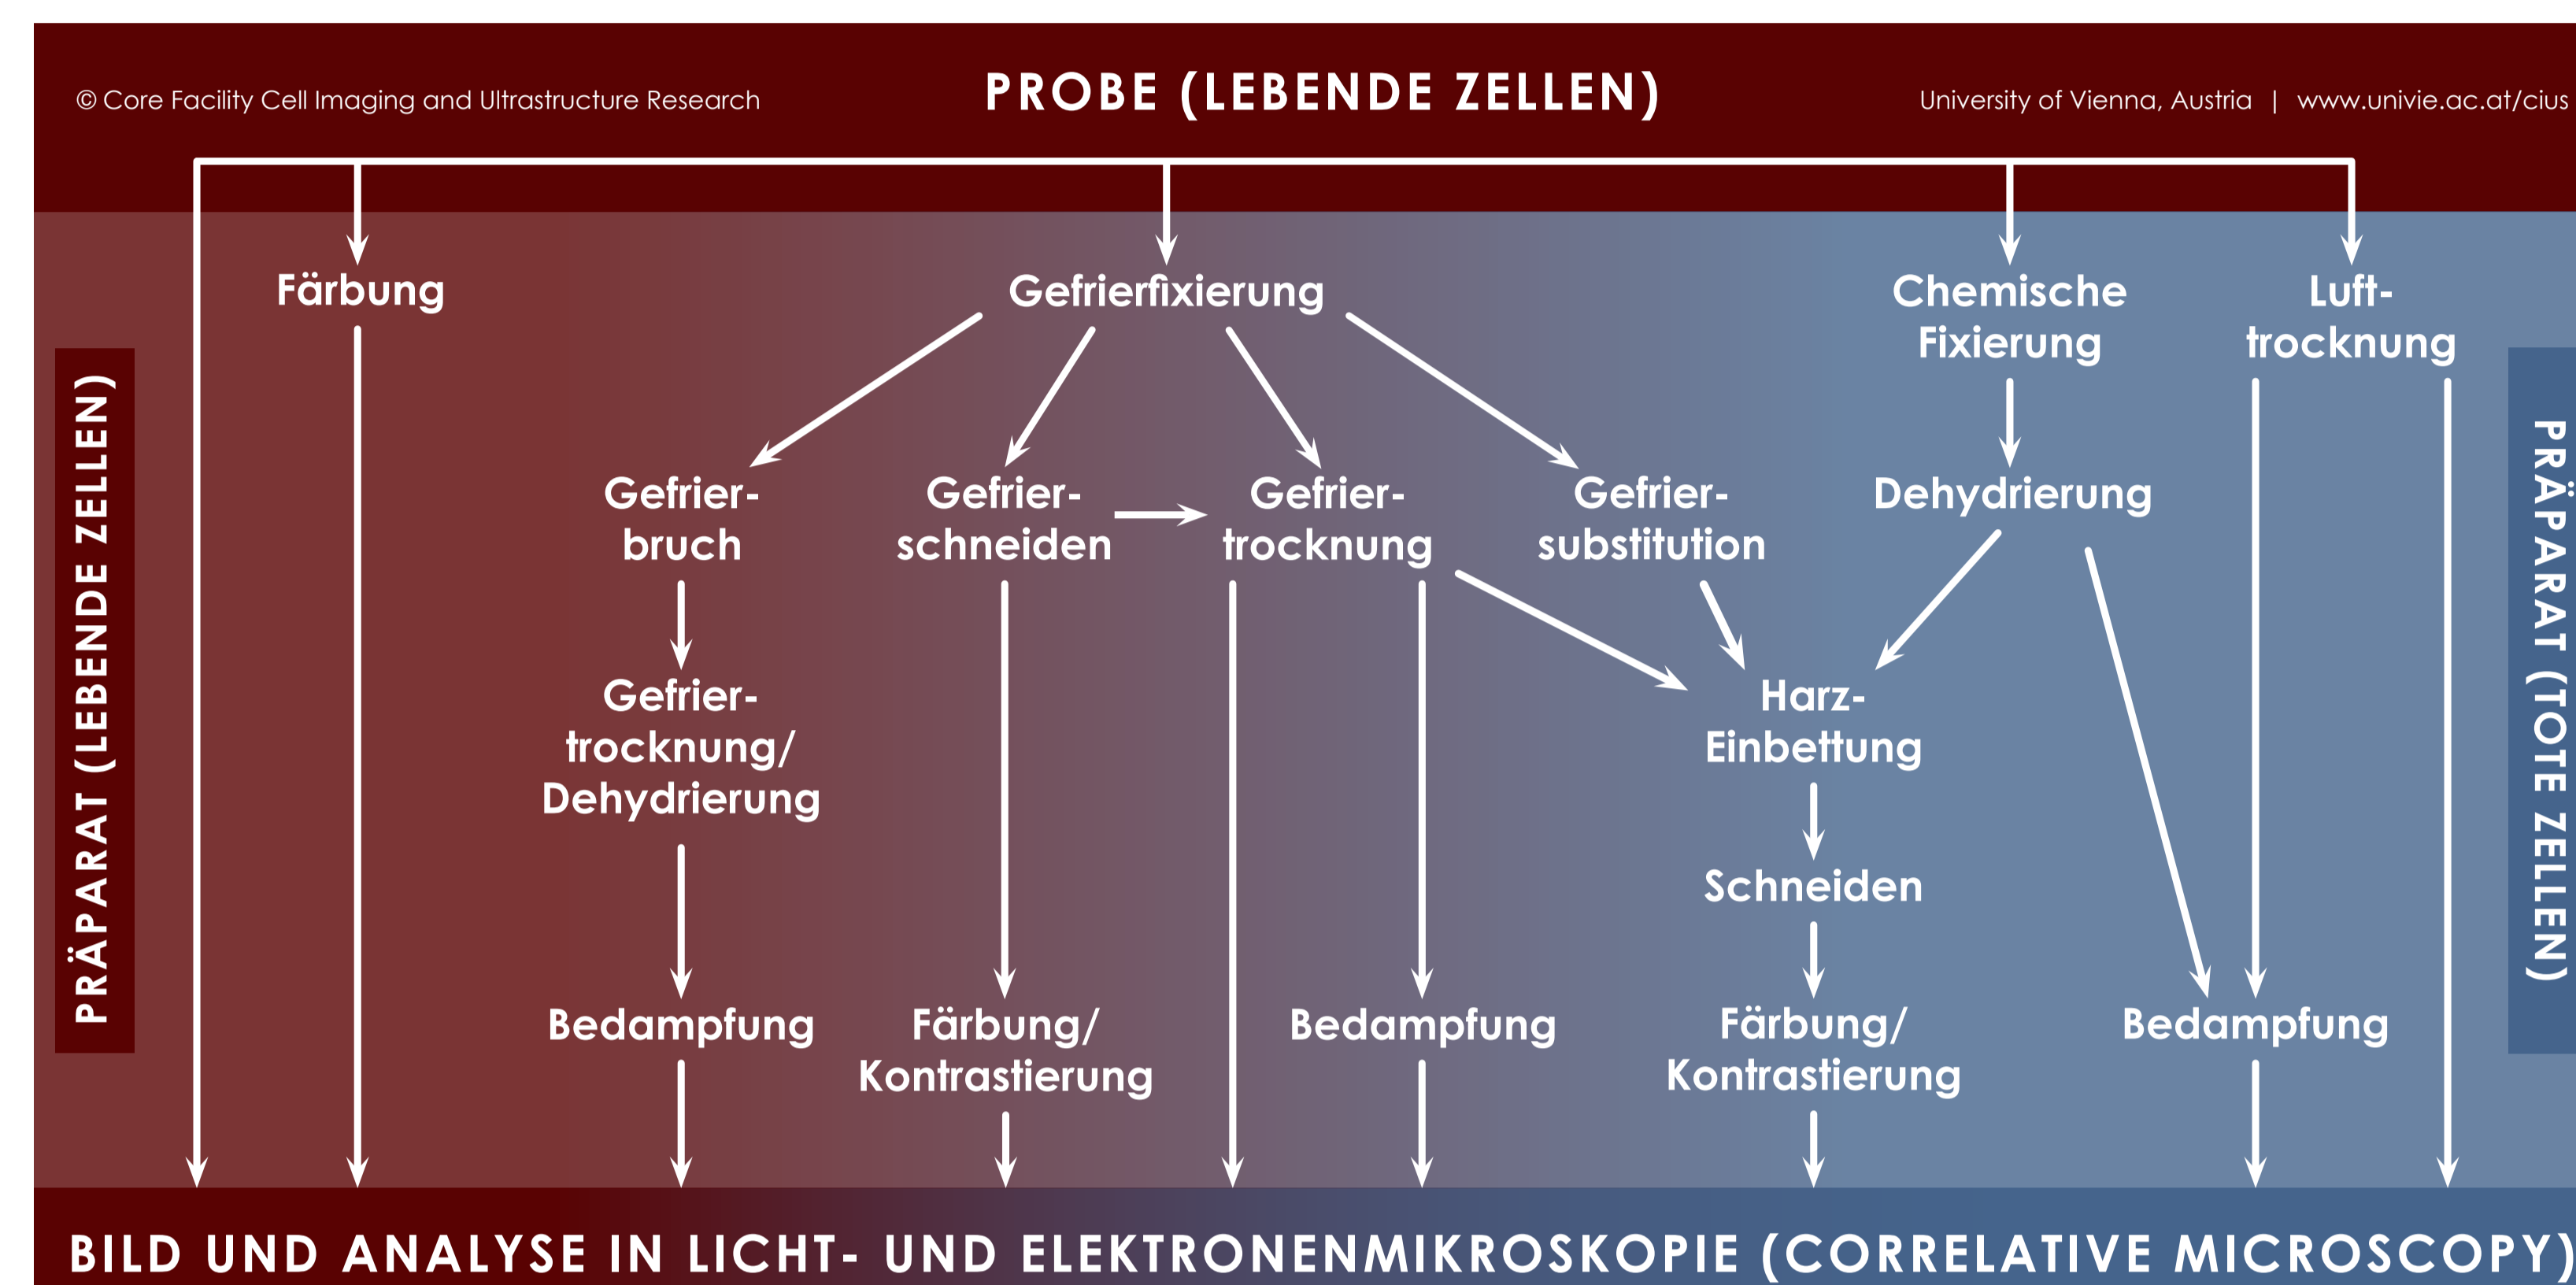 © Core Facility Cell Imaging and Ultrastructure Research
PROBE (LEBENDE ZELLEN)
University of Vienna, Austria | www.univie.ac.at/cius
PRÄPARAT (LEBENDE ZELLEN)
Färbung
Gefrierfixierung
Chemische
Fixierung
Luft-
trocknung
Gefrier-
bruch
Gefrier-
schneiden
Gefrier-
trocknung
Gefrier-
substitution
Dehydrierung
PRÄPARAT (TOTE ZELLEN)
Gefrier-
trocknung/
Dehydrierung
Harz-
Einbettung
Schneiden
Bedampfung
Färbung/
Kontrastierung
Bedampfung
Färbung/
Kontrastierung
Bedampfung
BILD UND ANALYSE IN LICHT- UND ELEKTRONENMIKROSKOPIE (CORRELATIVE MICROSCOPY)